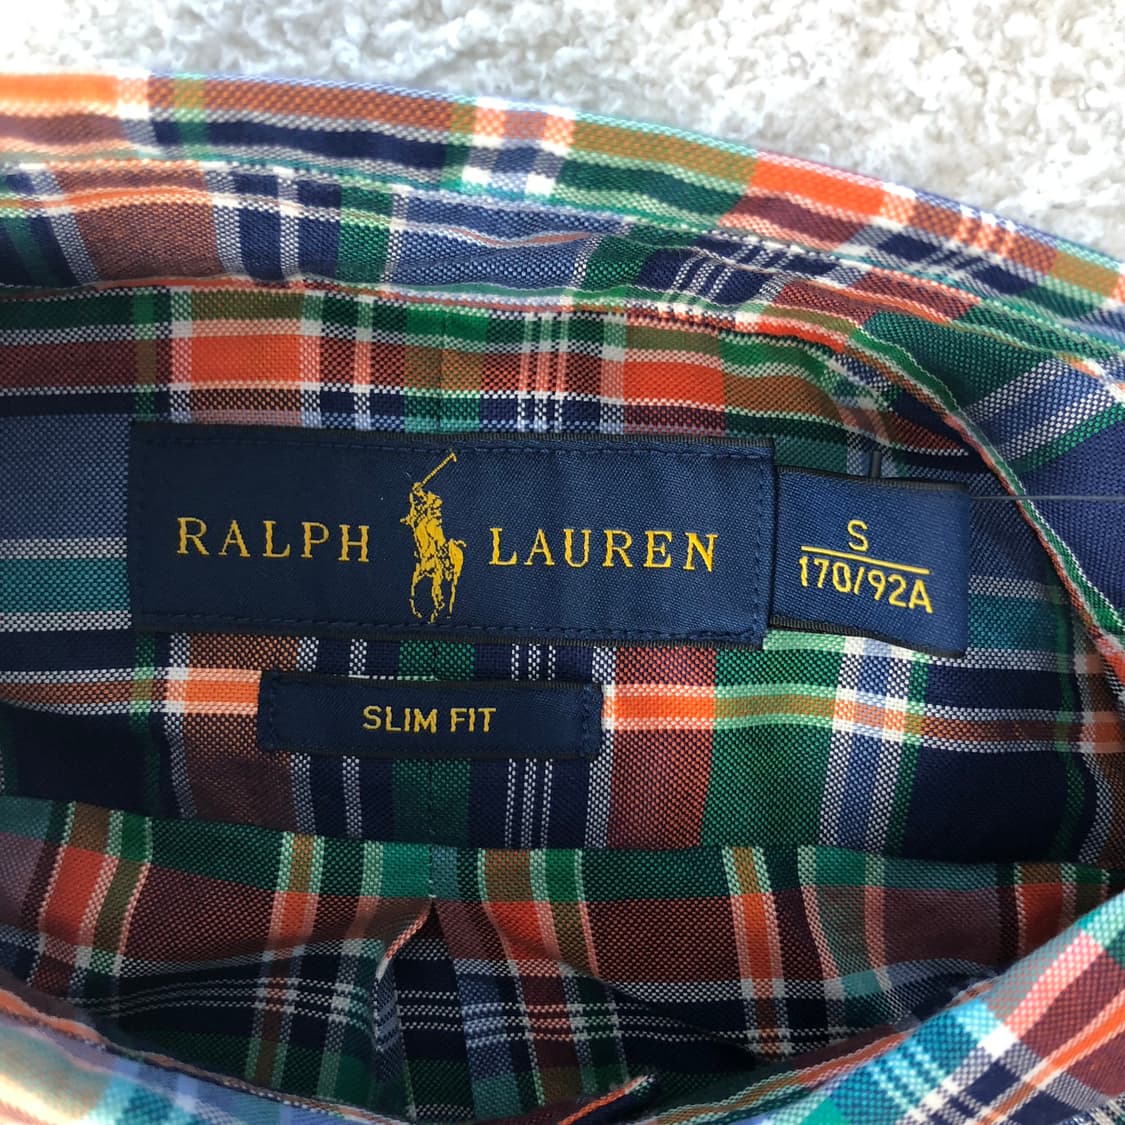 RALPH LAUREN
S
170/92A
SLIM FIT